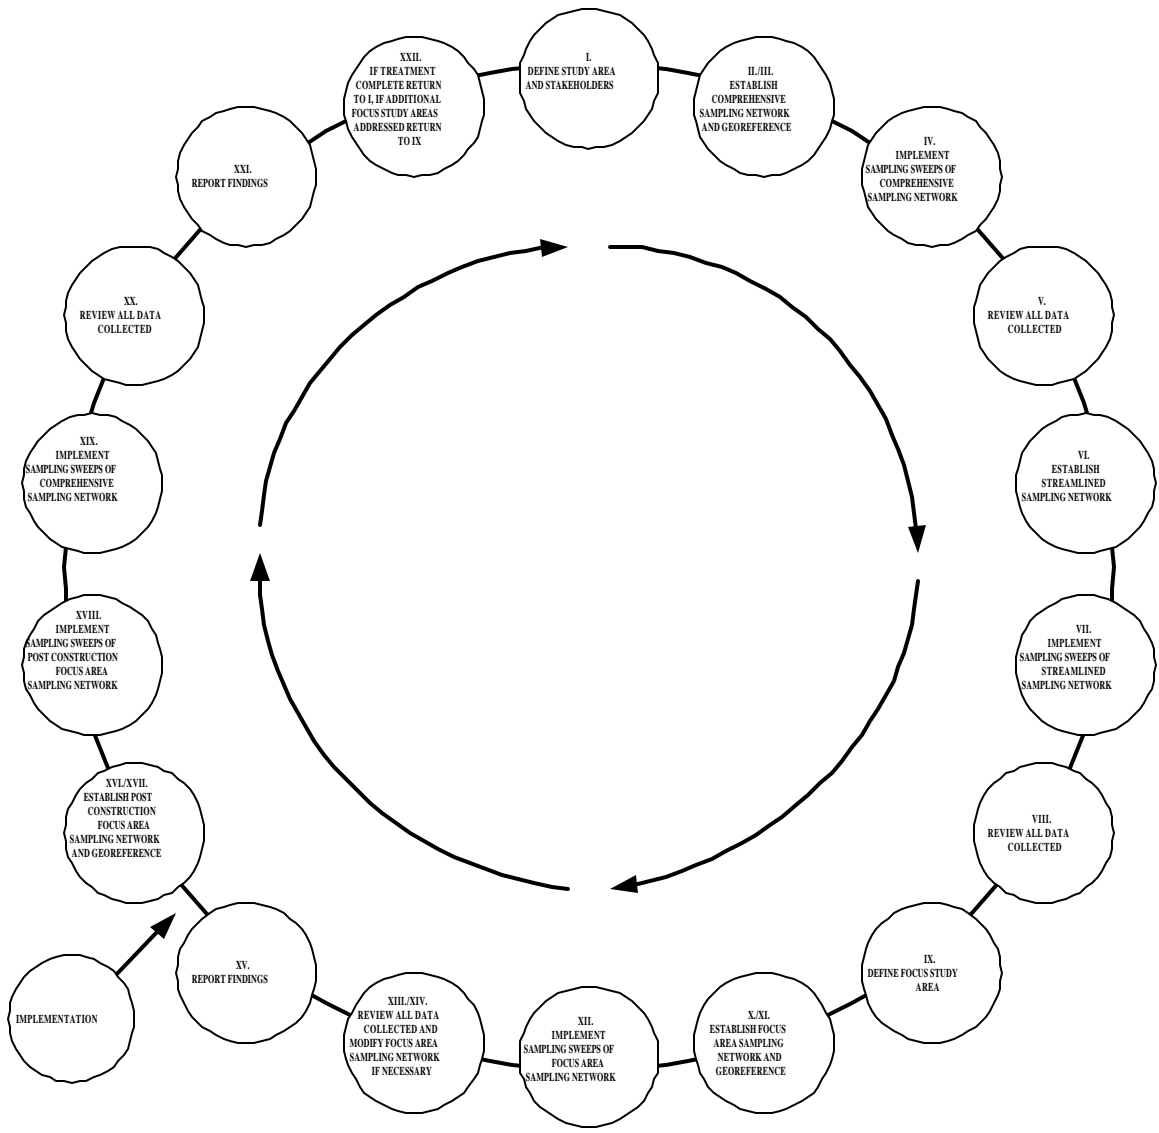 I.
DEFINE STUDY AREA
AND STAKEHOLDERS
II./III.
ESTABLISH
COMPREHENSIVE
SAMPLING NETWORK
AND GEOREFERENCE
IV.
IMPLEMENT
SAMPLING SWEEPS OF
COMPREHENSIVE
SAMPLING NETWORK
V.
REVIEW ALL DATA
COLLECTED
VI.
ESTABLISH
STREAMLINED
SAMPLING NETWORK
VII.
IMPLEMENT
SAMPLING SWEEPS OF
STREAMLINED
SAMPLING NETWORK
VIII.
REVIEW ALL DATA
COLLECTED
IX.
DEFINE FOCUS STUDY
AREA
X./XI.
ESTABLISH FOCUS
AREA SAMPLING
NETWORK AND
GEOREFERENCE
XII.
IMPLEMENT
SAMPLING SWEEPS OF
FOCUS AREA
SAMPLING NETWORK
XIII./XIV.
REVIEW ALL DATA
COLLECTED AND
MODIFY FOCUS AREA
SAMPLING NETWORK
IF NECESSARY
XV.
REPORT FINDINGS
IMPLEMENTATION
XVI./XVII.
ESTABLISH POST
CONSTRUCTION
FOCUS AREA
SAMPLING NETWORK
AND GEOREFERENCE
XVIII.
IMPLEMENT
SAMPLING SWEEPS OF
POST CONSTRUCTION
FOCUS AREA
SAMPLING NETWORK
XIX.
IMPLEMENT
SAMPLING SWEEPS OF
COMPREHENSIVE
SAMPLING NETWORK
XX.
REVIEW ALL DATA
COLLECTED
XXI.
REPORT FINDINGS
XXII.
IF TREATMENT
COMPLETE RETURN
TO I, IF ADDITIONAL
FOCUS STUDY AREAS
ADDRESSED RETURN
TO IX